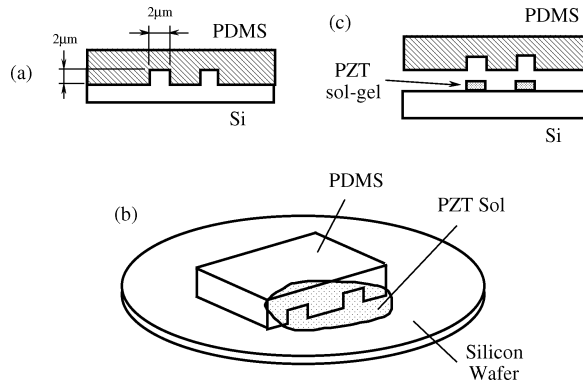 2μm
PDMS
2μm
(a)
Si
(c)
PDMS
PZT
sol-gel
Si
(b)
PDMS
PZT Sol
Silicon
Wafer